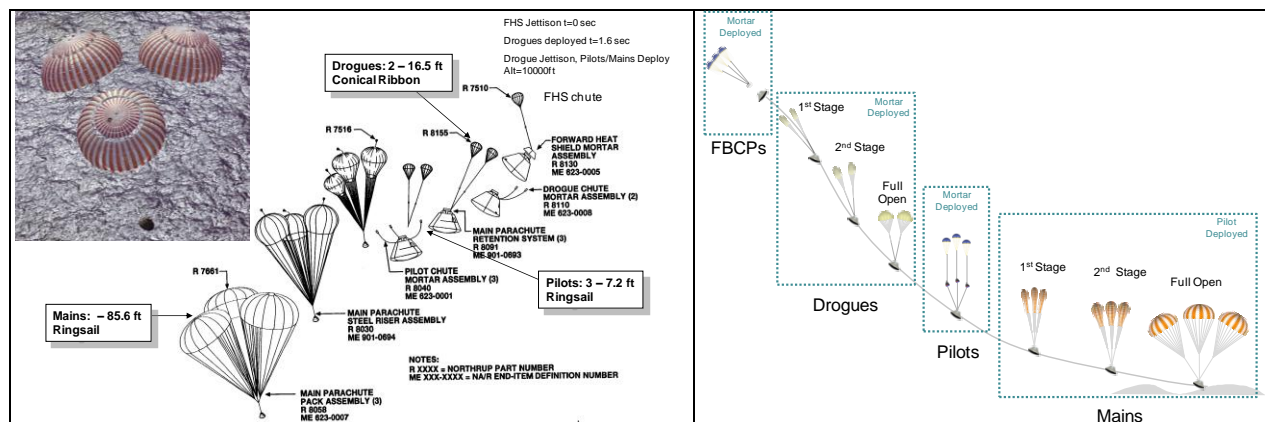 FHS Jettison t=0 sec
Drogues deployed t=1.6 sec
Drogue Jettison, Pilots/Mains Deploy
Alt=10000ft
Drogues: 2 – 16.5 ft
Conical Ribbon
R 7510
FHS chute
R 7516
R 8155
FORWARD HEAT
SHIELD MORTAR
ASSEMBLY
R 8130
ME 623-0005
DROGUE CHUTE
MORTAR ASSEMBLY (2)
R 8110
ME 623-0008
MAIN PARACHUTE
RETENTION SYSTEM (3)
R 8091
ME 901-0693
PILOT CHUTE
MORTAR ASSEMBLY (3)
R 8040
ME 623-0001
Pilots: 3 – 7.2 ft
Ringsail
R 7661
Mains: – 85.6 ft
Ringsail
MAIN PARACHUTE
STEEL RISER ASSEMBLY
R 8030
ME 901-0694
NOTES:
R XXXX = NORTHRUP PART NUMBER
ME XXX-XXXX = NA/R END-ITEM DEFINITION NUMBER
MAIN PARACHUTE
PACK ASSEMBLY (3)
R 8058
ME 623-0007
Mortar
Deployed
FBCPs
Mortar
Deployed
1st Stage
2nd Stage
Full
Open
Drogues
Mortar
Deployed
Pilots
Pilot
Deployed
1st Stage
2nd Stage
Full Open
Mains